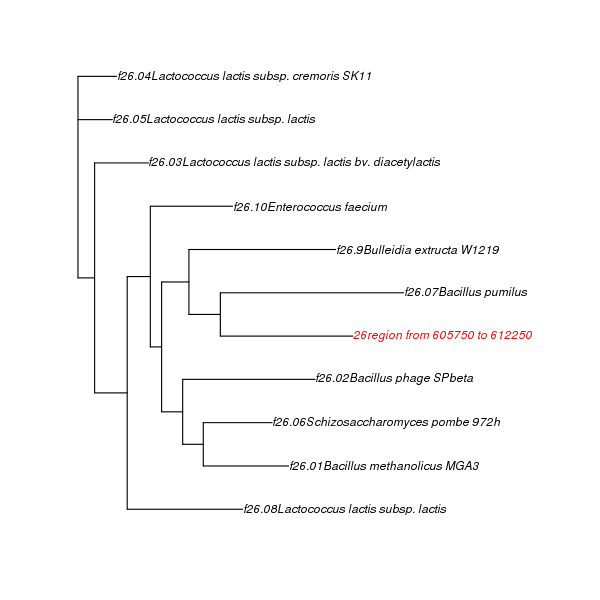 f26.04Lactococcus lactis subsp. cremoris SK11
f26.05Lactococcus lactis subsp. lactis
f26.03Lactococcus lactis subsp. lactis bv. diacetylactis
f26.10Enterococcus faecium
f26.9Bulleidia extructa W1219
f26.07Bacillus pumilus
26region from 605750 to 612250
f26.02Bacillus phage SPbeta
f26.06Schizosaccharomyces pombe 972h
f26.01Bacillus methanolicus MGA3
f26.08Lactococcus lactis subsp. lactis